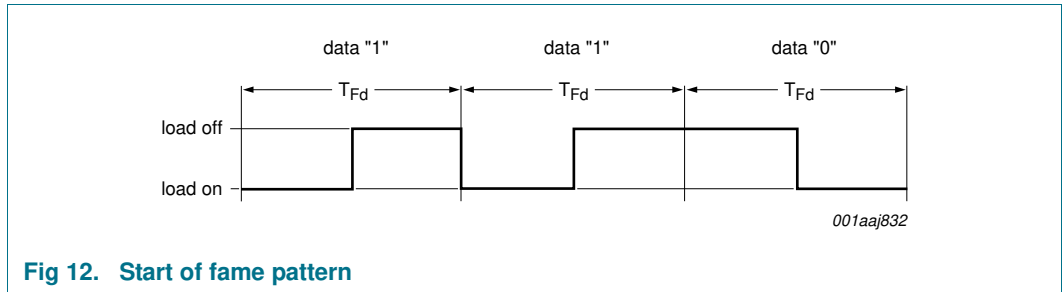 data "1" data "1" data "0"
TFd TFd TFd
load off
load on
001aaj832
Fig 12. Start of fame pattern